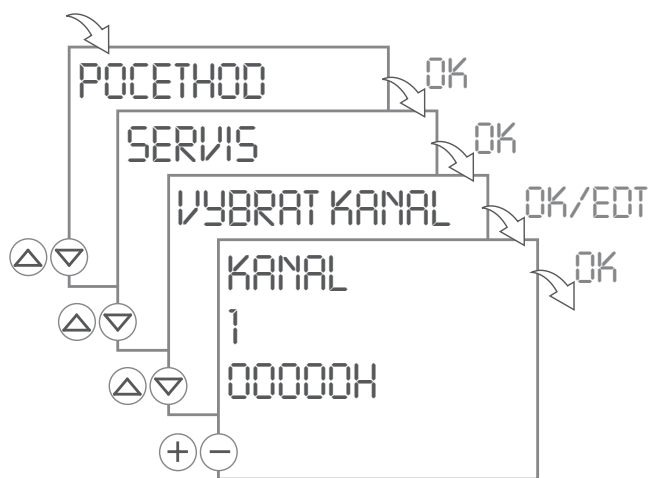 POCETHOD
OK
SERVIS
OK
VYBRAT KANAL
OK/EDT
KANAL
OK
1
00000H